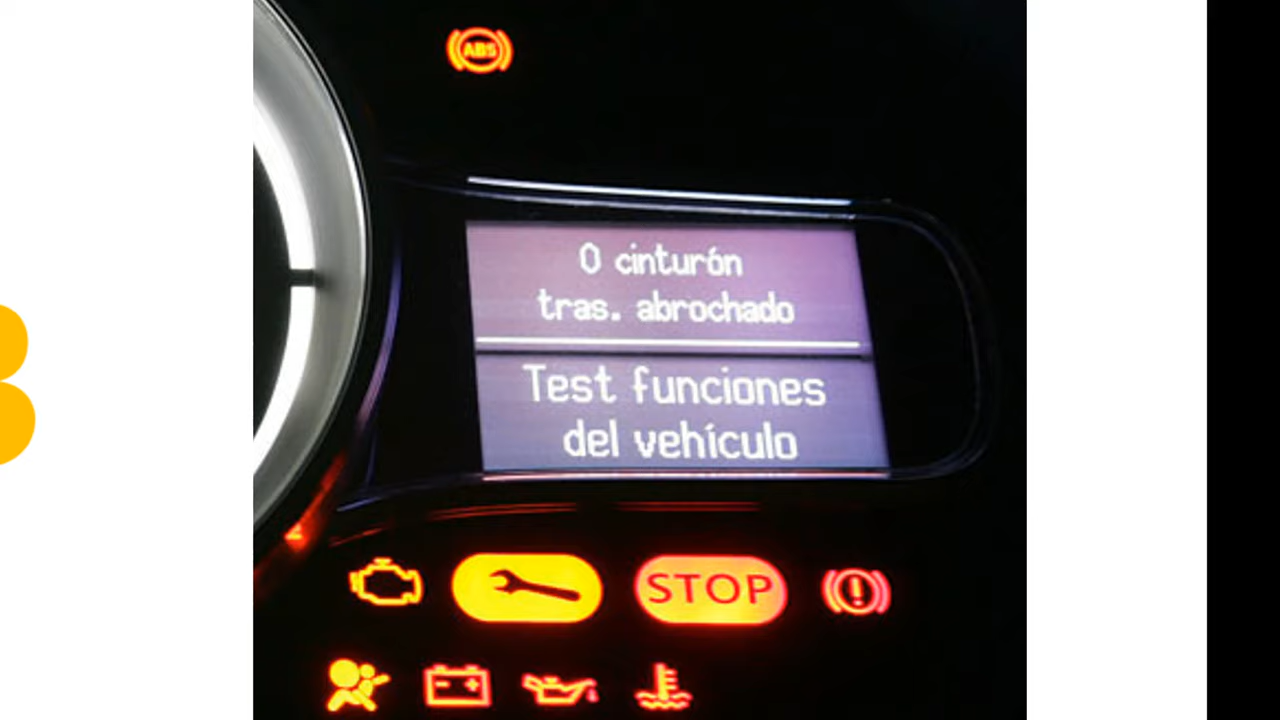 ABS
0 cinturón
tras. abrochado
Test funciones
del vehículo
STOP